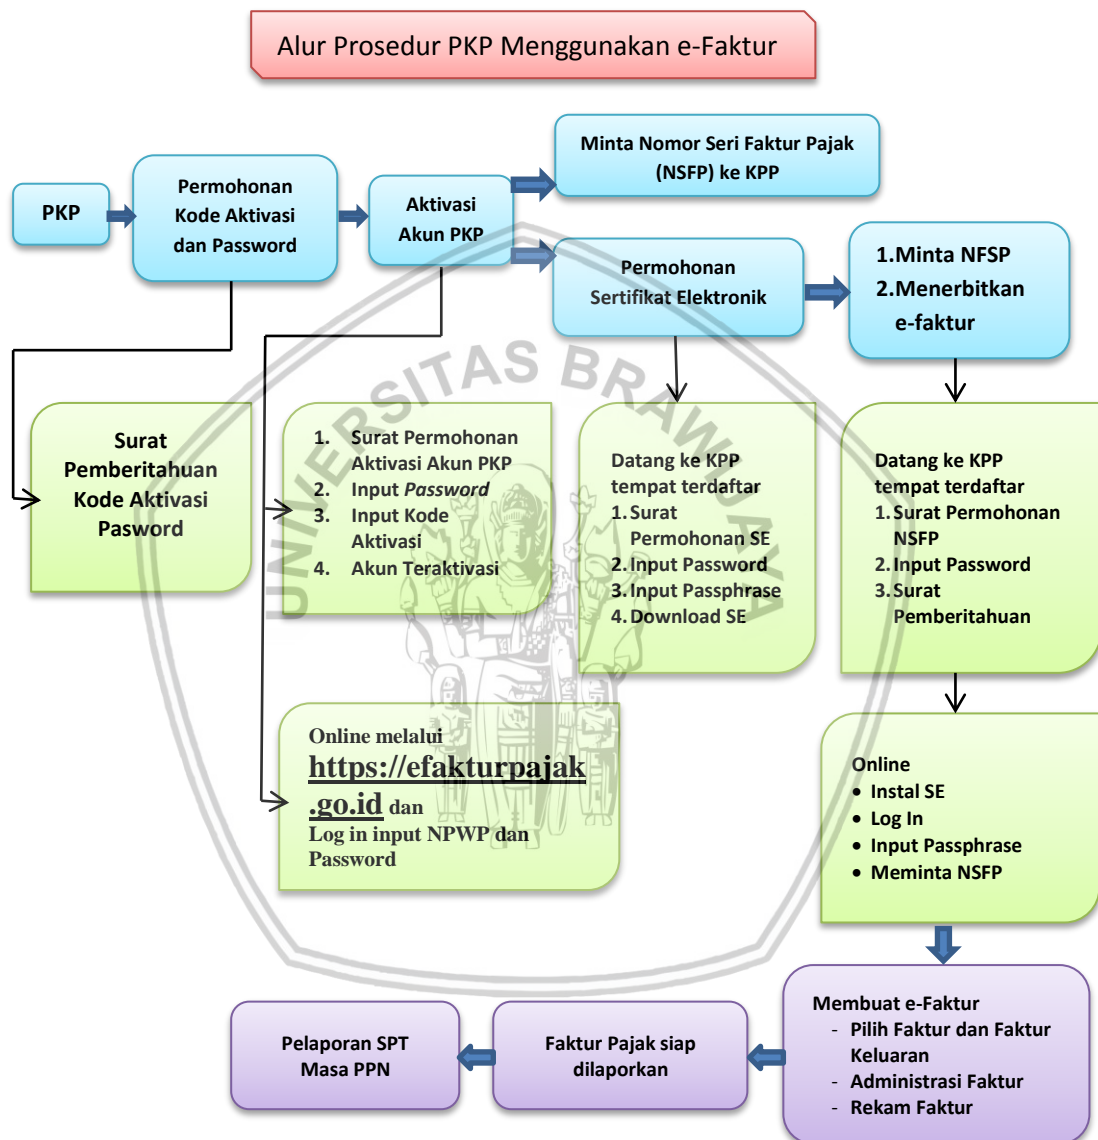 Alur Prosedur PKP Menggunakan e-Faktur
PKP
Permohonan
Kode Aktivasi
dan Password
Aktivasi
Akun PKP
Minta Nomor Seri Faktur Pajak
(NSFP) ke KPP
Permohonan
Sertifikat Elektronik
1.Minta NFSP
2.Menerbitkan
e-faktur
Surat
Pemberitahuan
Kode Aktivasi
Pasword
1. Surat Permohonan
Aktivasi Akun PKP
2. Input Password
3. Input Kode
Aktivasi
4. Akun Teraktivasi
Datang ke KPP
tempat terdaftar
1. Surat
Permohonan SE
2. Input Password
3. Input Passphrase
4. Download SE
Datang ke KPP
tempat terdaftar
1. Surat Permohonan
NSFP
2. Input Password
3. Surat
Pemberitahuan
Online melalui
https://efakturpajak
.go.id dan
Log in input NPWP dan
Password
Online
• Instal SE
• Log In
• Input Passphrase
• Meminta NSFP
Membuat e-Faktur
- Pilih Faktur dan Faktur
Keluaran
- Administrasi Faktur
- Rekam Faktur
Faktur Pajak siap
dilaporkan
Pelaporan SPT
Masa PPN
UNIVERSITAS BRAWIJAYA